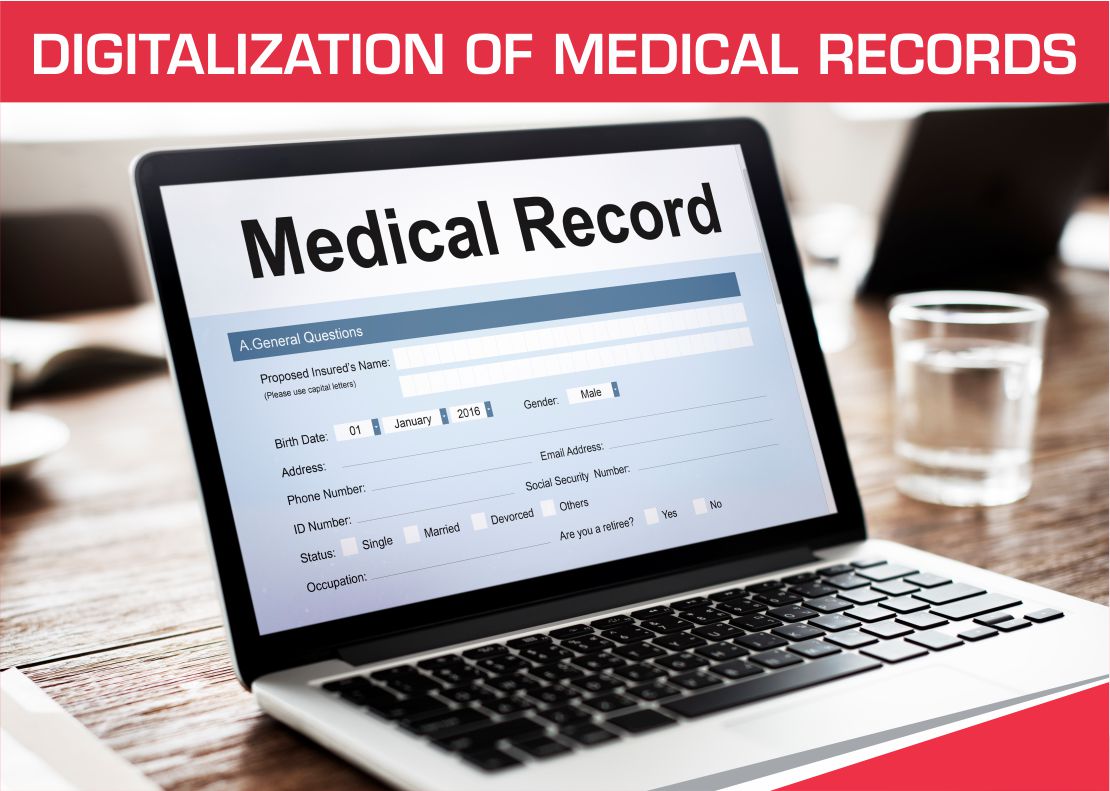 DIGITALIZATION OF MEDICAL RECORDS
Medical Record
A.General Questions
Proposed Insured's Name:
(Please use capital letters)
Birth Date: 01 January 2016 Gender: Male
Address:
Phone Number: Email Address:
ID Number: Social Security Number:
Status: Single Married Devorced Others
Occupation: Are you a retiree? Yes No